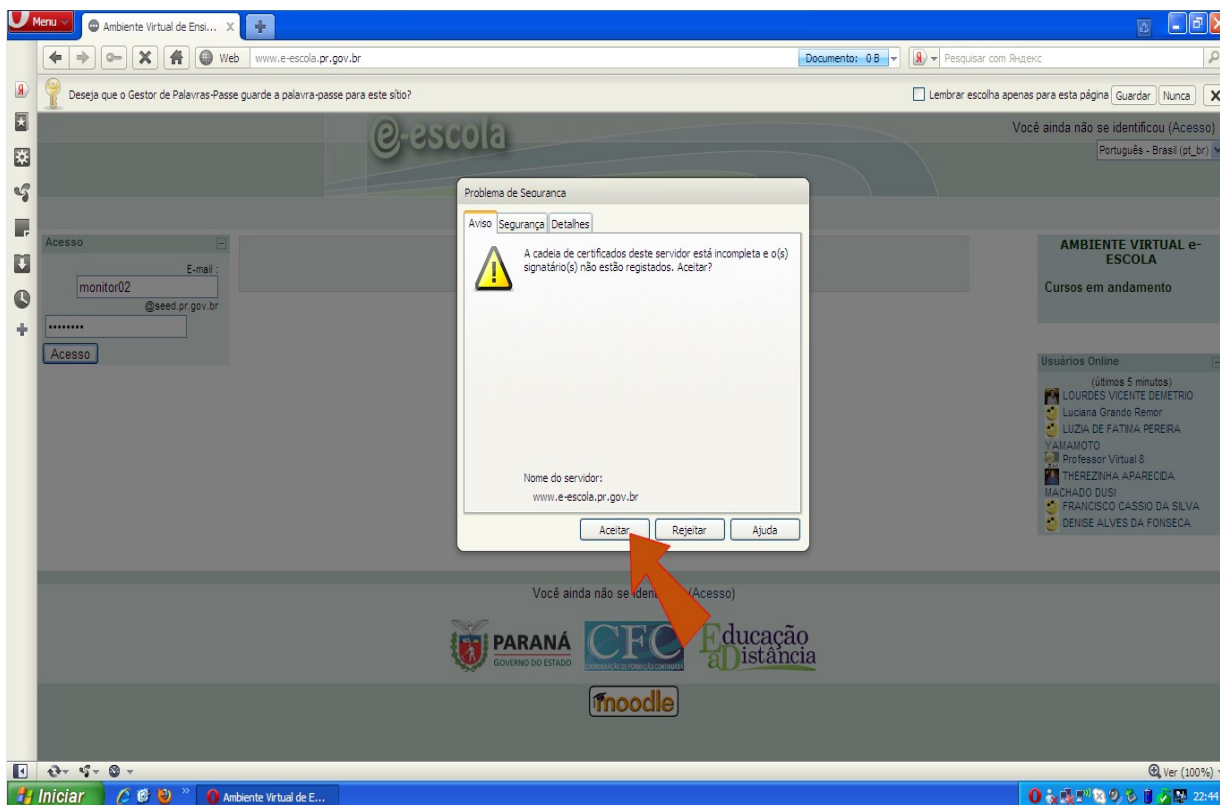 Menu
Ambiente Virtual de Ensi... X
Web www.e-escola.pr.gov.br
Documento: 0 B
Pesquisar com Яндекс
Deseja que o Gestor de Palavras-Passe guarde a palavra-passe para este sítio?
Lembrar escolha apenas para esta página
Guardar
Nunca
e-escola
Você ainda não se identificou (Acesso)
Português - Brasil (pt_br)
Problema de Segurança
Aviso Segurança Detalhes
A cadeia de certificados deste servidor está incompleta e o(s)
signatário(s) não estão registados. Aceitar?
Nome do servidor:
www.e-escola.pr.gov.br
Aceitar Rejeitar Ajuda
Acesso
E-mail :
monitor02
@seed.pr.gov.br
••••••••
Acesso
AMBIENTE VIRTUAL e-
ESCOLA
Cursos em andamento
Usuários Online
(últimos 5 minutos)
LOURDES VICENTE DEMETRIO
Luciana Grando Remor
LUZIA DE FATIMA PEREIRA
YAMAMOTO
Professor Virtual 8
THEREZINHA APARECIDA
MACHADO DUSI
FRANCISCO CASSIO DA SILVA
DENISE ALVES DA FONSECA
Você ainda não se (Acesso)
PARANÁ
GOVERNO DO ESTADO
CFC
COORDENAÇÃO DE FORMAÇÃO CONTINUADA
Educação
aDistância
moodle
Ver (100%)
Iniciar
Ambiente Virtual de E...
22:44